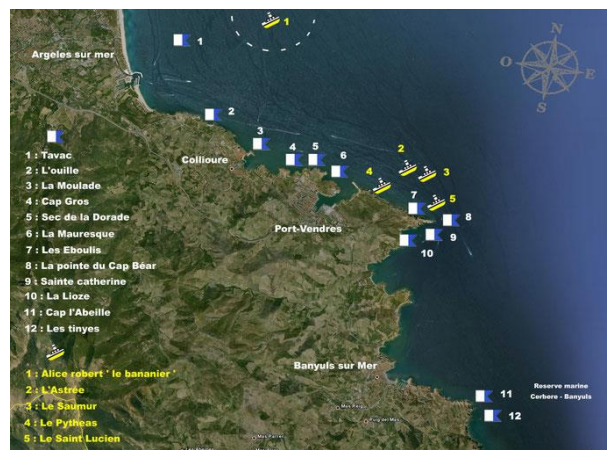 1
Argeles sur mer
N
O
E
S
1
2
3
Collioure
4
5
6
2
3
4
5
7
8
9
10
Port-Vendres
1 : Tavac
2 : L'ouille
3 : La Moulade
4 : Cap Gros
5 : Sec de la Dorade
6 : La Mauresque
7 : Les Eboulis
8 : La pointe du Cap Béar
9 : Sainte catherine
10 : La Lioze
11 : Cap l'Abeille
12 : Les tinyes
Banyuls sur Mer
1 : Alice robert ' le bananier '
2 : L'Astrée
3 : Le Saumur
4 : Le Pytheas
5 : Le Saint Lucien
11
12
Reserve marine
Cerbere - Banyuls
Puig del Mas